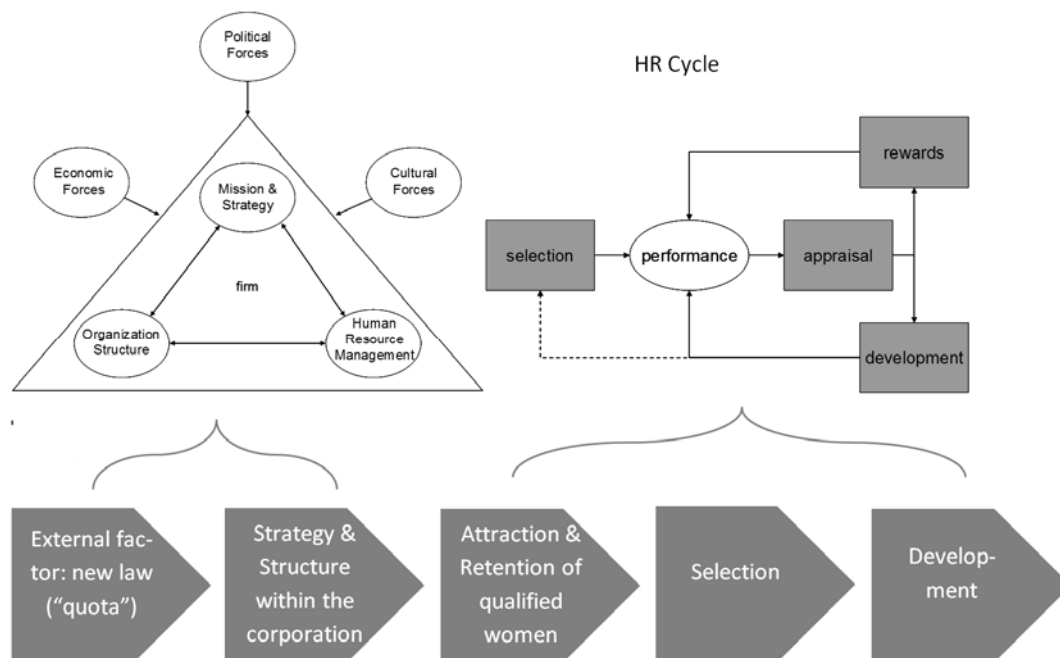 Political
Forces
HR Cycle
Economic
Forces
Cultural
Forces
Mission &
Strategy
firm
Organization
Structure
Human
Resource
Management
rewards
selection
performance
appraisal
development
External fac-
tor: new law
(“quota”)
Strategy &
Structure
within the
corporation
Attraction &
Retention of
qualified
women
Selection
Develop-
ment